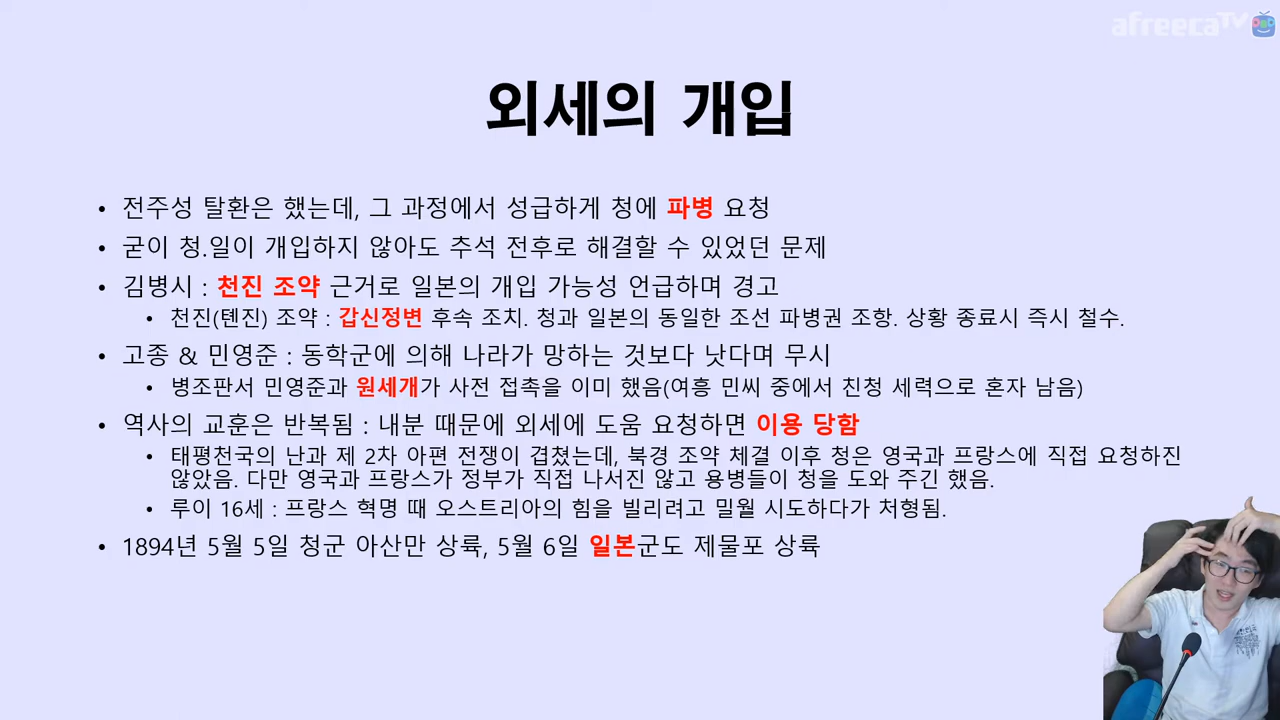 afreecaTV
외세의 개입
• 전주성 탈환은 했는데, 그 과정에서 성급하게 청에 파병 요청
• 굳이 청.일이 개입하지 않아도 추석 전후로 해결할 수 있었던 문제
• 김병시 : 천진 조약 근거로 일본의 개입 가능성 언급하며 경고
• 천진(톈진) 조약 : 갑신정변 후속 조치. 청과 일본의 동일한 조선 파병권 조항. 상황 종료시 즉시 철수.
• 고종 & 민영준 : 동학군에 의해 나라가 망하는 것보다 낫다며 무시
• 병조판서 민영준과 원세개가 사전 접촉을 이미 했음(여흥 민씨 중에서 친청 세력으로 혼자 남음)
• 역사의 교훈은 반복됨 : 내분 때문에 외세에 도움 요청하면 이용 당함
• 태평천국의 난과 제 2차 아편 전쟁이 겹쳤는데, 북경 조약 체결 이후 청은 영국과 프랑스에 직접 요청하진
않았음. 다만 영국과 프랑스가 정부가 직접 나서진 않고 용병들이 청을 도와 주긴 했음.
• 루이 16세 : 프랑스 혁명 때 오스트리아의 힘을 빌리려고 밀월 시도하다가 처형됨.
• 1894년 5월 5일 청군 아산만 상륙, 5월 6일 일본군도 제물포 상륙